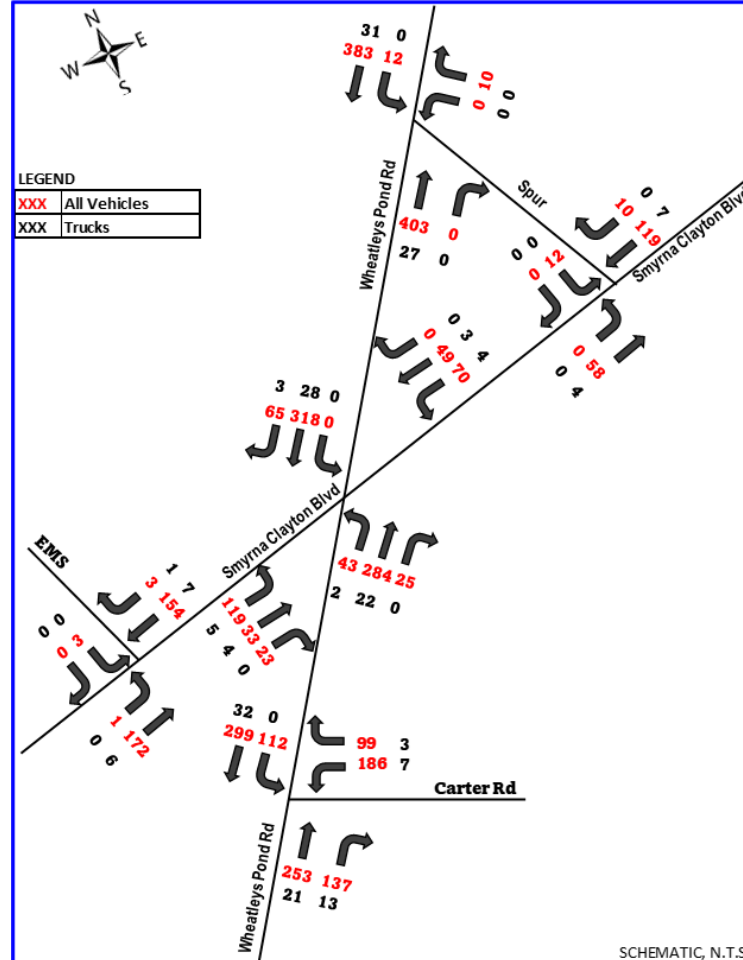 N
E
W
S
31 0
383 12
10
0
0
0
LEGEND
XXX All Vehicles
XXX Trucks
Wheatleys Pond Rd
Spur
403 0
27 0
0 7
10 119
Smyrna Clayton Blvd
0 0
0 12
0 58
0 4
0 3 4
0 49 70
3 28 0
65 318 0
Smyrna Clayton Blvd
43 284 25
2 22 0
EMS
1 7
3 154
0 0
0 3
1 172
0 6
119 33 23
5 4 0
32 0
299 112
99 3
186 7
Carter Rd
Wheatleys Pond Rd
253 137
21 13
SCHEMATIC, N.T.S